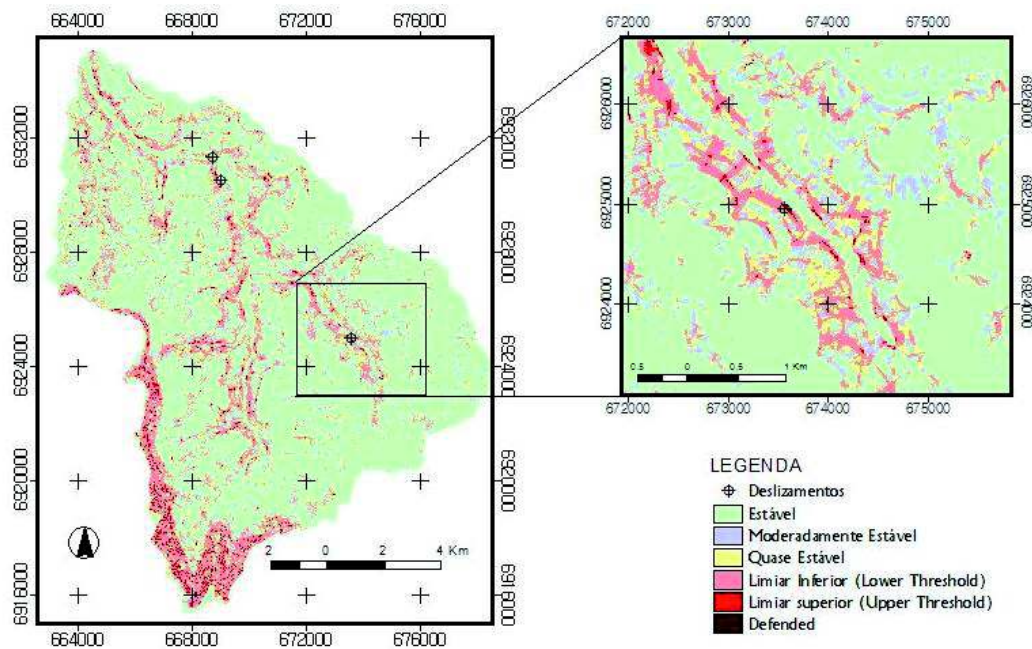 664000 668000 672000 676000
6932000
6928000
6924000
6920000
6916000
6932000
6928000
6924000
6920000
6916000
2 0 2 4 Km
664000 668000 672000 676000
672000 673000 674000 675000
6926000
6925000
6924000
6926000
6925000
6924000
0.5 0 0.5 1 Km
672000 673000 674000 675000
LEGENDA
Deslizamentos
Estável
Moderadamente Estável
Quase Estável
Limiar Inferior (Lower Threshold)
Limiar superior (Upper Threshold)
Defended